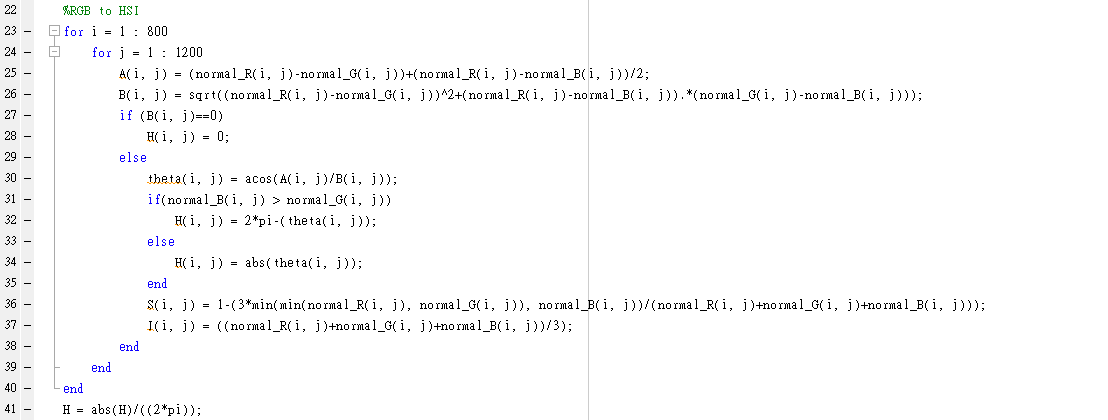 22 %RGB to HSI
23 – for i = 1 : 800
24 – for j = 1 : 1200
25 – A(i, j) = (normal_R(i, j)-normal_G(i, j))+(normal_R(i, j)-normal_B(i, j))/2;
26 – B(i, j) = sqrt((normal_R(i, j)-normal_G(i, j))^2+(normal_R(i, j)-normal_B(i, j)).*(normal_G(i, j)-normal_B(i, j)));
27 – if (B(i, j)==0)
28 – H(i, j) = 0;
29 – else
30 – theta(i, j) = acos(A(i, j)/B(i, j));
31 – if(normal_B(i, j) > normal_G(i, j))
32 – H(i, j) = 2*pi-(theta(i, j));
33 – else
34 – H(i, j) = abs(theta(i, j));
35 – end
36 – S(i, j) = 1-(3*min(min(normal_R(i, j), normal_G(i, j)), normal_B(i, j))/(normal_R(i, j)+normal_G(i, j)+normal_B(i, j)));
37 – I(i, j) = ((normal_R(i, j)+normal_G(i, j)+normal_B(i, j))/3);
38 – end
39 – end
40 – end
41 – H = abs(H)/((2*pi));